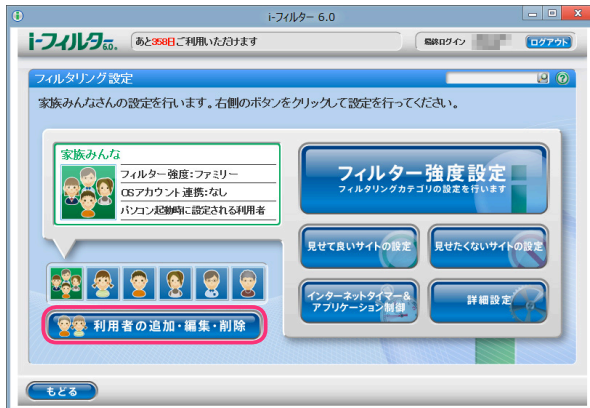 i-フィルター 6.0
i-フィルター 6.0. あと358日ご利用いただけます 最終ログイン ログアウト
フィルタリング設定
家族みんなさんの設定を行います。右側のボタンをクリックして設定を行ってください。
家族みんな
フィルター強度:ファミリー
OSアカウント連携:なし
パソコン起動時に設定される利用者
フィルター強度設定
フィルタリングカテゴリの設定を行います
見せて良いサイトの設定
見せたくないサイトの設定
インターネットタイマー&
アプリケーション制御
詳細設定
利用者の追加・編集・削除
もどる